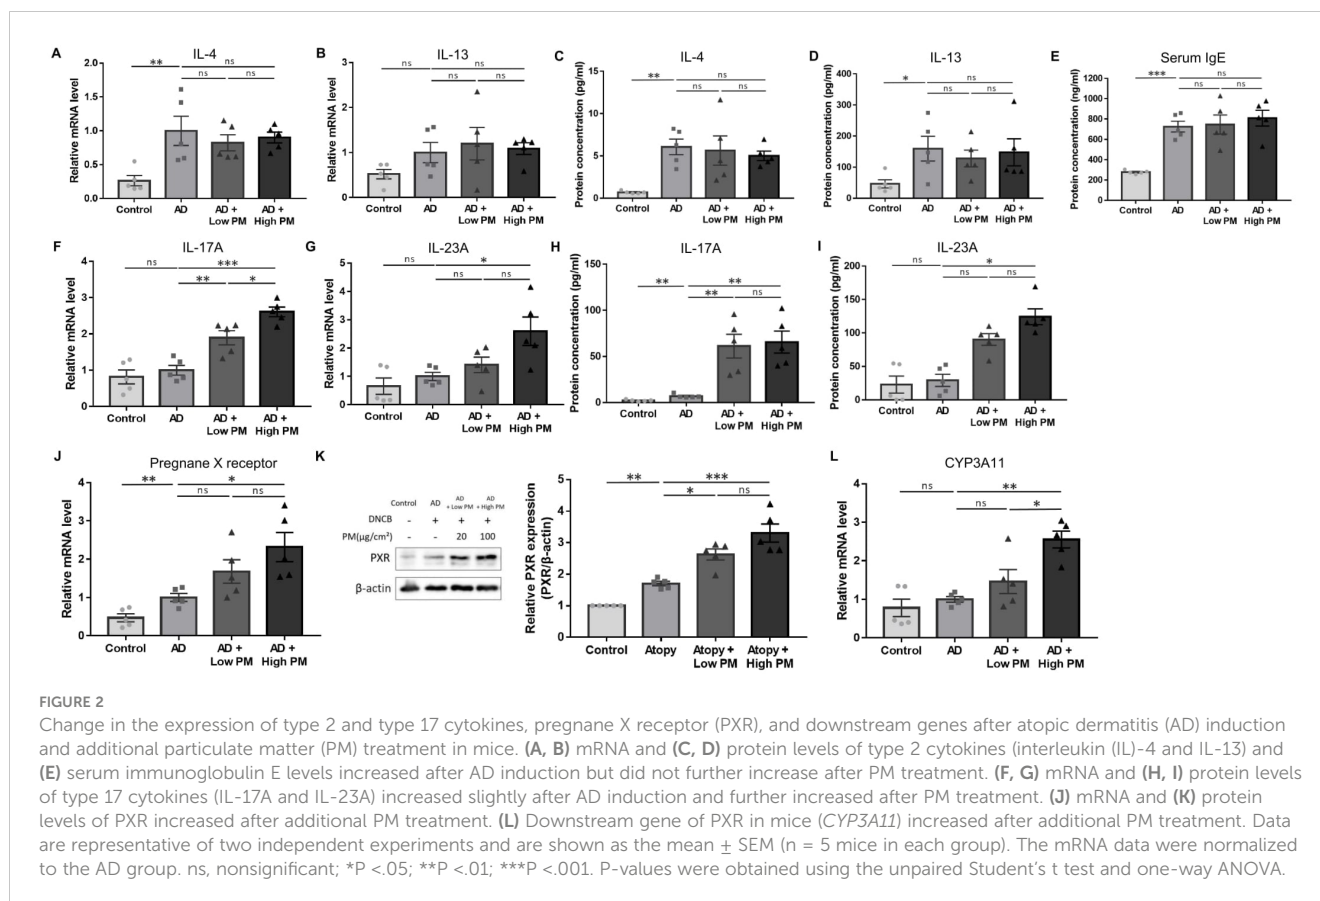 A IL-4
Relative mRNA level
2.0
1.5
1.0
0.5
0.0
** ns
ns ns
Control AD AD + Low PM AD + High PM
B IL-13
Relative mRNA level
3
2
1
0
ns ns
ns ns
Control AD AD + Low PM AD + High PM
C IL-4
Protein concentration (pg/ml)
15
10
5
0
** ns
ns ns
Control AD AD + Low PM AD + High PM
D IL-13
Protein concentration (pg/ml)
400
300
200
100
0
* ns
ns ns
Control AD AD + Low PM AD + High PM
E Serum IgE
Protein concentration (ng/ml)
1200
1000
800
600
400
200
0
*** ns
ns ns
Control AD AD + Low PM AD + High PM
F IL-17A
Relative mRNA level
4
3
2
1
0
ns ***
** *
Control AD AD + Low PM AD + High PM
G IL-23A
Relative mRNA level
5
4
3
2
1
0
ns *
ns ns
Control AD AD + Low PM AD + High PM
H IL-17A
Protein concentration (pg/ml)
150
100
50
0
** **
** ns
Control AD AD + Low PM AD + High PM
I IL-23A
Protein concentration (pg/ml)
200
150
100
50
0
ns *
ns ns
Control AD AD + Low PM AD + High PM
J Pregnane X receptor
Relative mRNA level
4
3
2
1
0
** *
ns ns
Control AD AD + Low PM AD + High PM
K
Control AD AD + Low PM AD + High PM
DNCB - + + +
PM(μg/cm²) - - 20 100
PXR
β-actin
Relative PXR expression
(PXR/β-actin)
5
4
3
2
1
0
** ***
* ns
Control Atopy Atopy + Low PM Atopy + High PM
L CYP3A11
Relative mRNA level
4
3
2
1
0
ns **
ns *
Control AD AD + Low PM AD + High PM
FIGURE 2
Change in the expression of type 2 and type 17 cytokines, pregnane X receptor (PXR), and downstream genes after atopic dermatitis (AD) induction
and additional particulate matter (PM) treatment in mice. (A, B) mRNA and (C, D) protein levels of type 2 cytokines (interleukin (IL)-4 and IL-13) and
(E) serum immunoglobulin E levels increased after AD induction but did not further increase after PM treatment. (F, G) mRNA and (H, I) protein levels
of type 17 cytokines (IL-17A and IL-23A) increased slightly after AD induction and further increased after PM treatment. (J) mRNA and (K) protein
levels of PXR increased after additional PM treatment. (L) Downstream gene of PXR in mice (CYP3A11) increased after additional PM treatment. Data
are representative of two independent experiments and are shown as the mean ± SEM (n = 5 mice in each group). The mRNA data were normalized
to the AD group. ns, nonsignificant; *P <.05; **P <.01; ***P <.001. P-values were obtained using the unpaired Student's t test and one-way ANOVA.